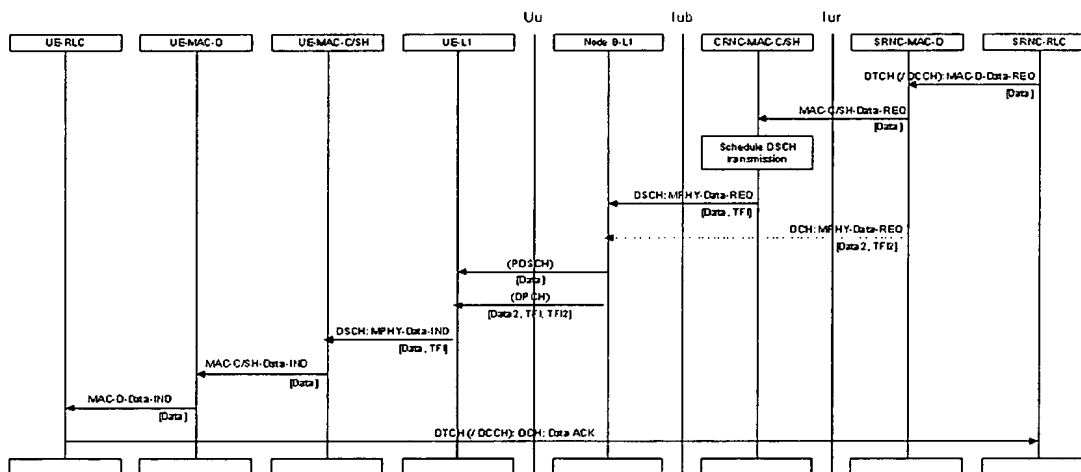 Uu Iub Iur
UE-RLC UE-MAC-D UE-MAC-C/SH UE-L1 Node B-L1 CRNC-MAC-C/SH SRNC-MAC-D SRNC-RLC
DTCH (/ DCCH): MAC-D-Data-REQ
[Data]
MAC-C/SH-Data-REQ
[Data]
Schedule DSCH
transmission
DSCH: MPHY-Data-REQ
[Data, TFI]
DCH: MPHY-Data-REQ
[Data2, TFI2]
(PDSCH)
[Data]
(DPCH)
[Data2, TFI, TFI2]
DSCH: MPHY-Data-IND
[Data, TFI]
MAC-C/SH-Data-IND
[Data]
MAC-D-Data-IND
[Data]
DTCH (/ DCCH): DCH: Data ACK